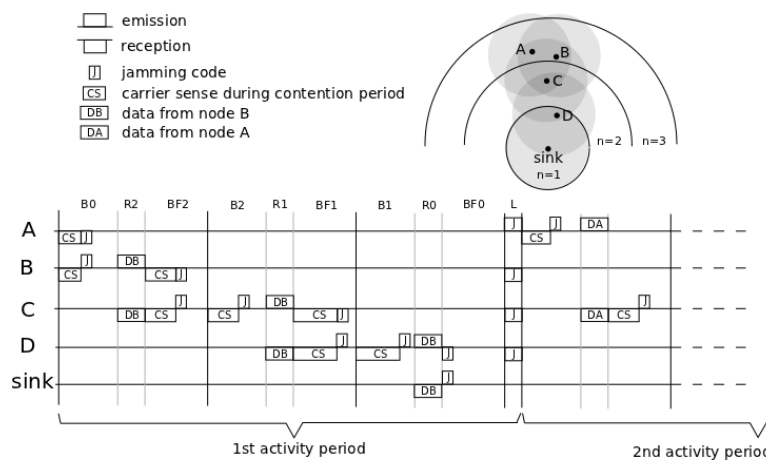 emission
reception
J jamming code
CS carrier sense during contention period
DB data from node B
DA data from node A
A B
C
D
sink
n=1
n=2 n=3
B0 R2 BF2 B2 R1 BF1 B1 R0 BF0 L
A
CS J J J DA
CS
B
J DB
CS CS J J
C
J J DB J
DB CS CS CS J J DA CS
D
J J DB
DB CS CS J J
sink
J
DB
1st activity period
2nd activity period